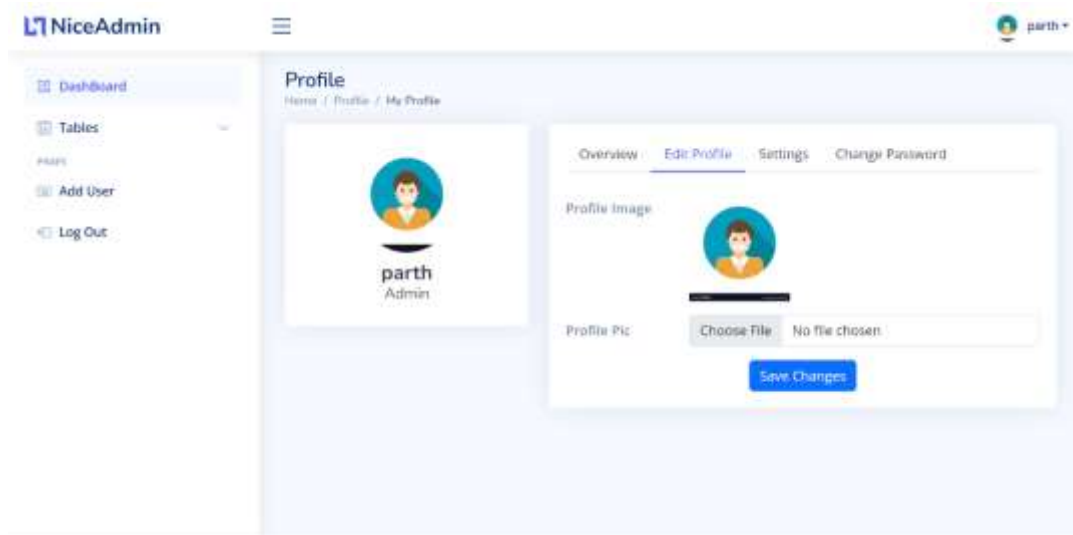 NiceAdmin
parth
DashBoard
Tables
PAGES
Add User
Log Out
Profile
Home / Profile / My Profile
parth
Admin
Overview Edit Profile Settings Change Password
Profile Image
Profile Pic Choose File No file chosen
Save Changes